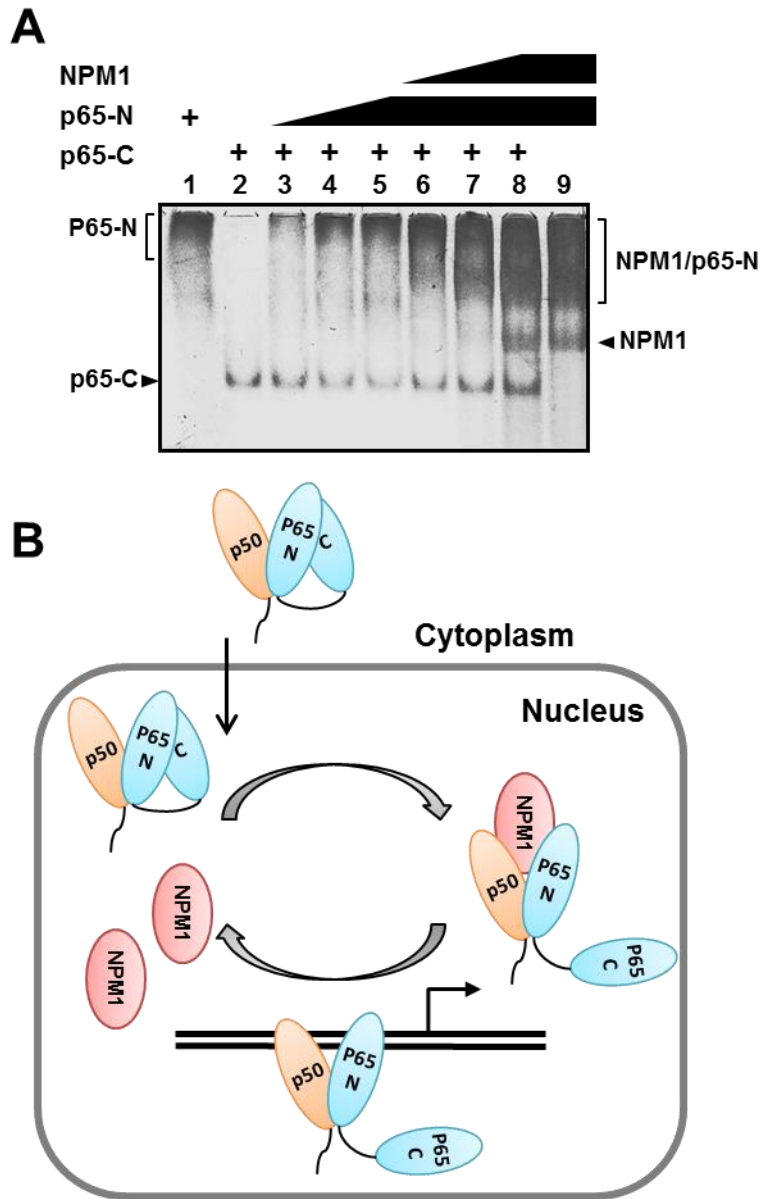 A
NPM1
p65-N +
p65-C + + + + + + +
1 2 3 4 5 6 7 8 9
P65-N
NPM1/p65-N
NPM1
p65-C
B
p50 P65 N C
Cytoplasm
Nucleus
p50 P65 N C
NPM1
p50 P65 N
P65 C
NPM1
NPM1
p50 P65 N
P65 C